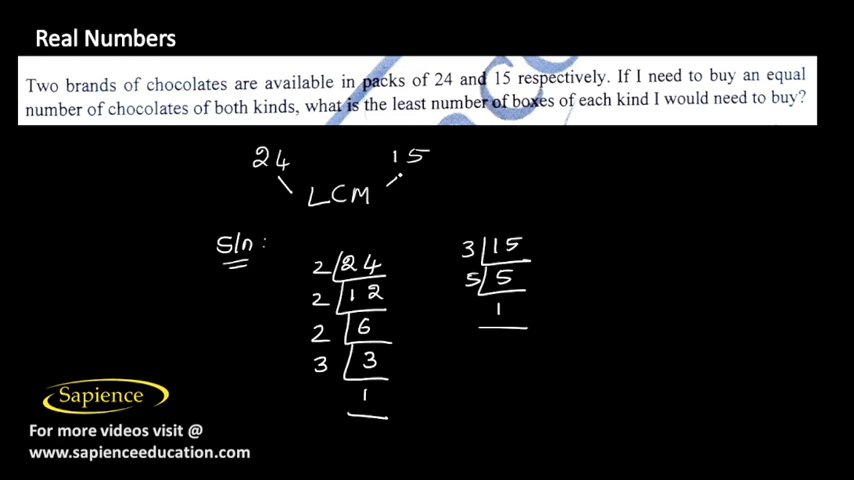 Real Numbers
Two brands of chocolates are available in packs of 24 and 15 respectively. If I need to buy an equal
number of chocolates of both kinds, what is the least number of boxes of each kind I would need to buy?
24 15
LCM
Sln :
2 24
2 12
2 6
3 3
1
3 15
5 5
1
Sapience
For more videos visit @
www.sapienceeducation.com